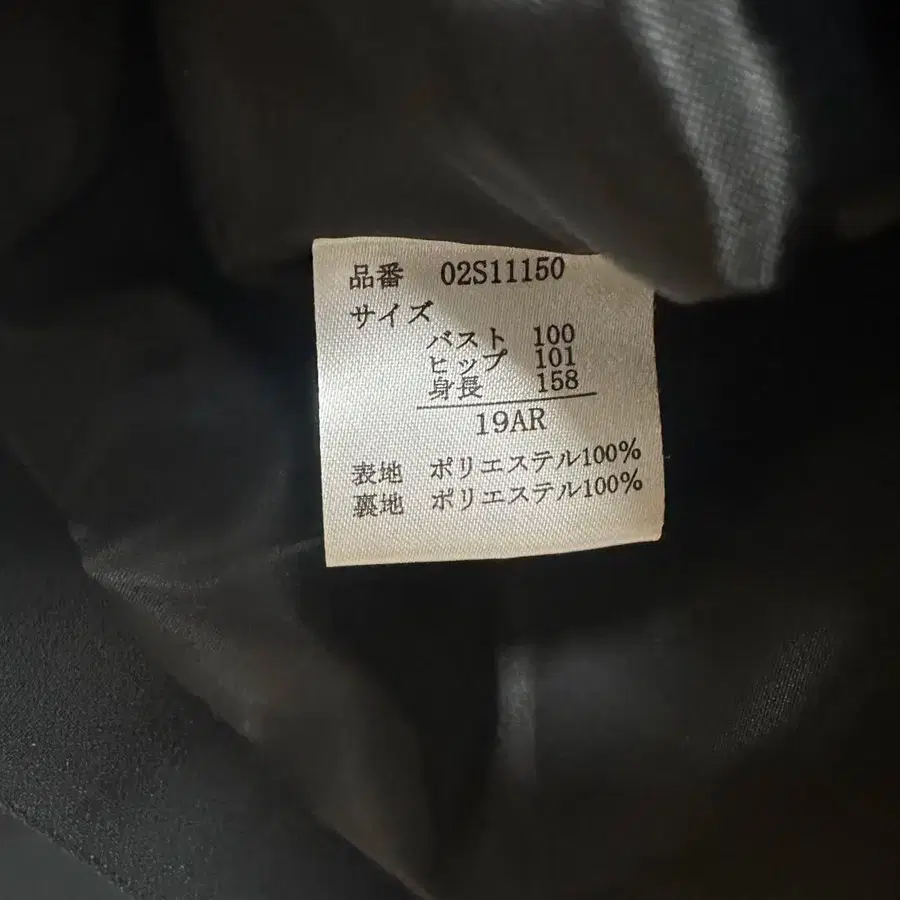 品番 02S11150
サイズ
バスト 100
ヒップ 101
身長 158
19AR
表地 ポリエステル100%
裏地 ポリエステル100%